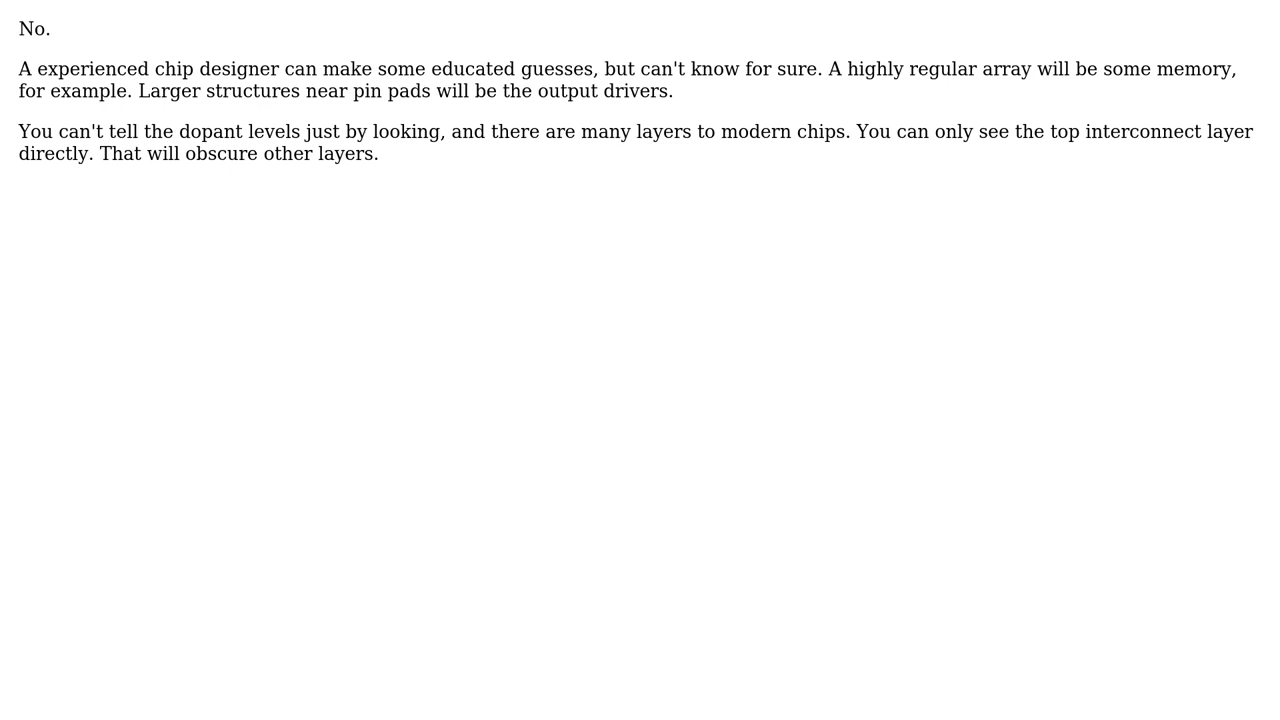 No.
A experienced chip designer can make some educated guesses, but can't know for sure. A highly regular array will be some memory,
for example. Larger structures near pin pads will be the output drivers.
You can't tell the dopant levels just by looking, and there are many layers to modern chips. You can only see the top interconnect layer
directly. That will obscure other layers.